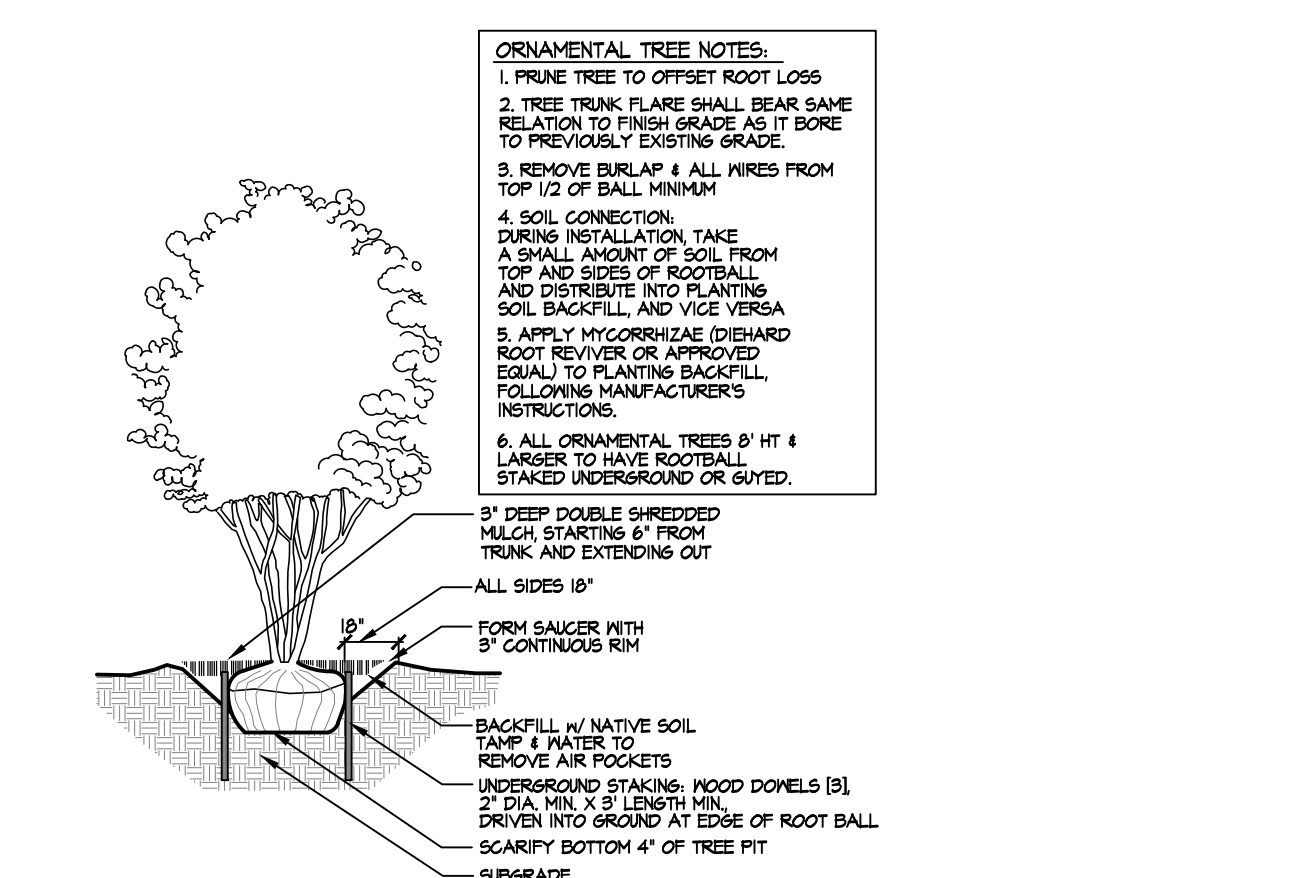 ORNAMENTAL TREE NOTES:
1. PRUNE TREE TO OFFSET ROOT LOSS
2. TREE TRUNK FLARE SHALL BEAR SAME
RELATION TO FINISH GRADE AS IT BORE
TO PREVIOUSLY EXISTING GRADE.
3. REMOVE BURLAP & ALL WIRES FROM
TOP 1/2 OF BALL MINIMUM
4. SOIL CONNECTION:
DURING INSTALLATION, TAKE
A SMALL AMOUNT OF SOIL FROM
TOP AND SIDES OF ROOTBALL
AND DISTRIBUTE INTO PLANTING
SOIL BACKFILL, AND VICE VERSA
5. APPLY MYCORRHIZAE (DIEHARD
ROOT REVIVER OR APPROVED
EQUAL) TO PLANTING BACKFILL,
FOLLOWING MANUFACTURER'S
INSTRUCTIONS.
6. ALL ORNAMENTAL TREES 8' HT &
LARGER TO HAVE ROOTBALL
STAKED UNDERGROUND OR GUYED.
3" DEEP DOUBLE SHREDDED
MULCH, STARTING 6" FROM
TRUNK AND EXTENDING OUT
ALL SIDES 18"
18"
FORM SAUCER WITH
3" CONTINUOUS RIM
BACKFILL W/ NATIVE SOIL
TAMP & WATER TO
REMOVE AIR POCKETS
UNDERGROUND STAKING: WOOD DOWELS [3],
2" DIA. MIN. X 3' LENGTH MIN.,
DRIVEN INTO GROUND AT EDGE OF ROOT BALL
SCARIFY BOTTOM 4" OF TREE PIT
SUBGRADE